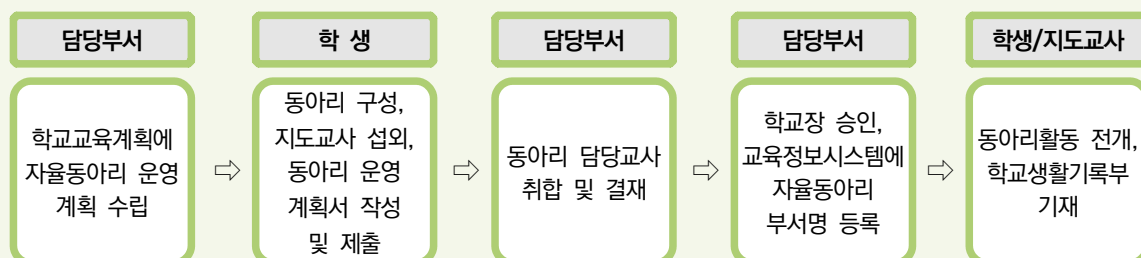 담당부서
학 생
담당부서
담당부서
학생/지도교사
학교교육계획에
자율동아리 운영
계획 수립
⇨
동아리 구성,
지도교사 섭외,
동아리 운영
계획서 작성
및 제출
⇨
동아리 담당교사
취합 및 결재
⇨
학교장 승인,
교육정보시스템에
자율동아리
부서명 등록
⇨
동아리활동 전개,
학교생활기록부
기재